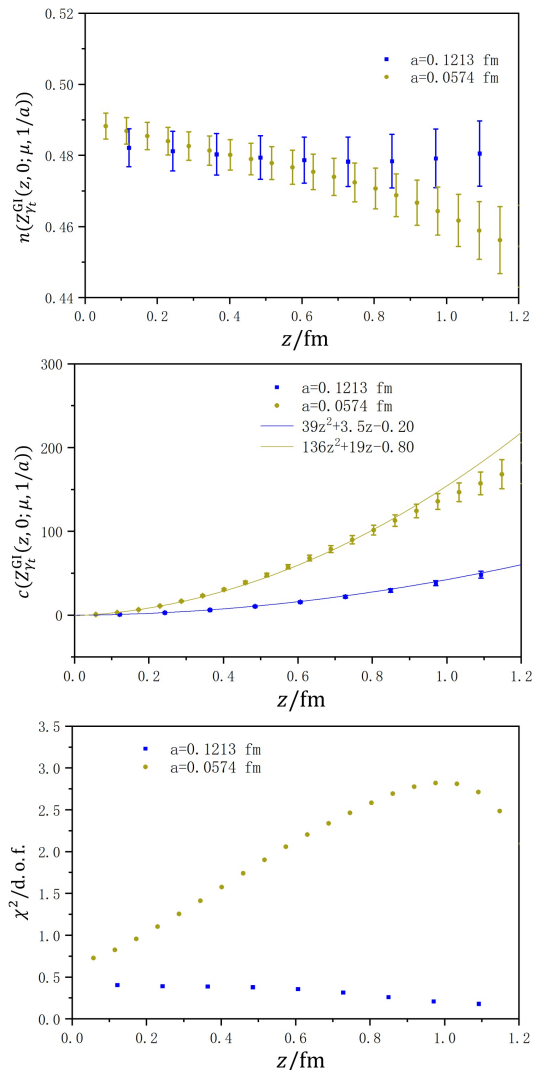 0.52
0.50
0.48
0.46
0.44
n(Z^GI_γt(z,0;μ,1/a))
a=0.1213 fm
a=0.0574 fm
0.0 0.2 0.4 0.6 0.8 1.0 1.2
z/fm
300
200
100
0
c(Z^GI_γt(z,0;μ,1/a))
a=0.1213 fm
a=0.0574 fm
39z²+3.5z-0.20
136z²+19z-0.80
0.0 0.2 0.4 0.6 0.8 1.0 1.2
z/fm
3.5
3.0
2.5
2.0
1.5
1.0
0.5
0.0
χ²/d.o.f.
a=0.1213 fm
a=0.0574 fm
0.0 0.2 0.4 0.6 0.8 1.0 1.2
z/fm